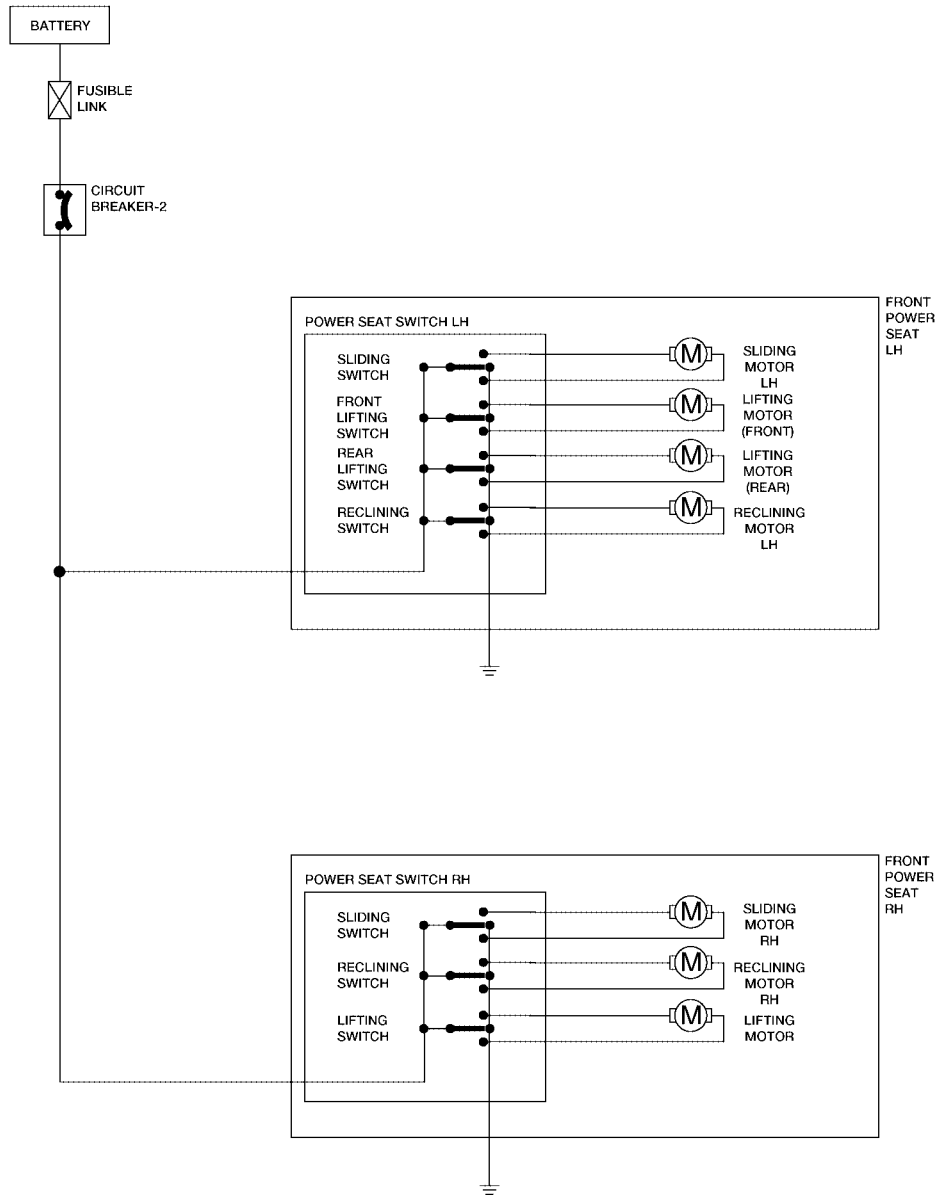 BATTERY
FUSIBLE
LINK
CIRCUIT
BREAKER-2
FRONT
POWER
SEAT
LH
POWER SEAT SWITCH LH
SLIDING
SWITCH
FRONT
LIFTING
SWITCH
REAR
LIFTING
SWITCH
RECLINING
SWITCH
M
SLIDING
MOTOR
LH
M
LIFTING
MOTOR
(FRONT)
M
LIFTING
MOTOR
(REAR)
M
RECLINING
MOTOR
LH
FRONT
POWER
SEAT
RH
POWER SEAT SWITCH RH
SLIDING
SWITCH
RECLINING
SWITCH
LIFTING
SWITCH
M
SLIDING
MOTOR
RH
M
RECLINING
MOTOR
RH
M
LIFTING
MOTOR